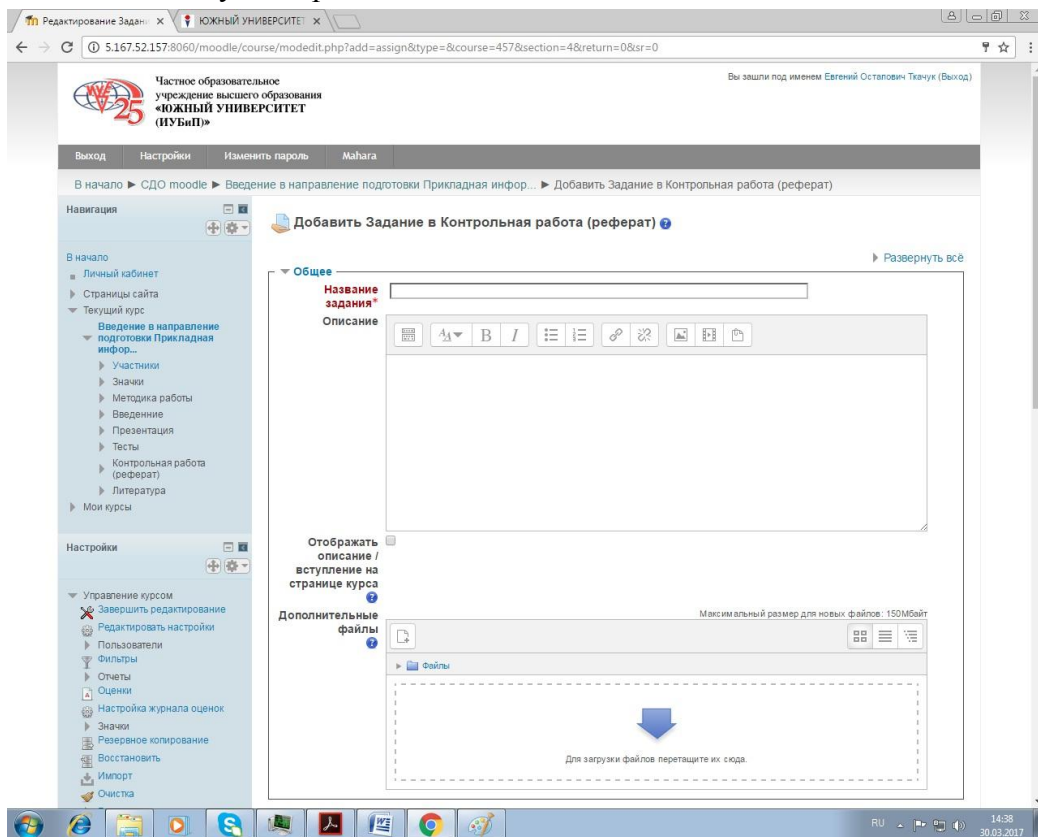 Редактирование Задани
ЮЖНЫЙ УНИВЕРСИТЕТ
5.167.52.157:8060/moodle/course/modedit.php?add=assign&type=&course=457&section=4&return=0&sr=0
Частное образовательное
учреждение высшего образования
«ЮЖНЫЙ УНИВЕРСИТЕТ
(ИУБиП)»
25
Вы зашли под именем Евгений Остапович Ткачук (Выход)
Выход Настройки Изменить пароль Mahara
В начало ► СДО moodle ► Введение в направление подготовки Прикладная инфор... ► Добавить Задание в Контрольная работа (реферат)
Навигация
В начало
Личный кабинет
Страницы сайта
Текущий курс
Введение в направление
подготовки Прикладная
инфор...
Участники
Значки
Методика работы
Введенние
Презентация
Тесты
Контрольная работа
(реферат)
Литература
Мои курсы
Настройки
Управление курсом
Завершить редактирование
Редактировать настройки
Пользователи
Фильтры
Отчеты
Оценки
Настройка журнала оценок
Значки
Резервное копирование
Восстановить
Импорт
Очистка
Добавить Задание в Контрольная работа (реферат)
Развернуть всё
Общее
Название
задания*
Описание
B I
Отображать
описание /
вступление на
странице курса
Дополнительные
файлы
Максимальный размер для новых файлов: 150Мбайт
Файлы
Для загрузки файлов перетащите их сюда.
RU
14:38
30.03.2017